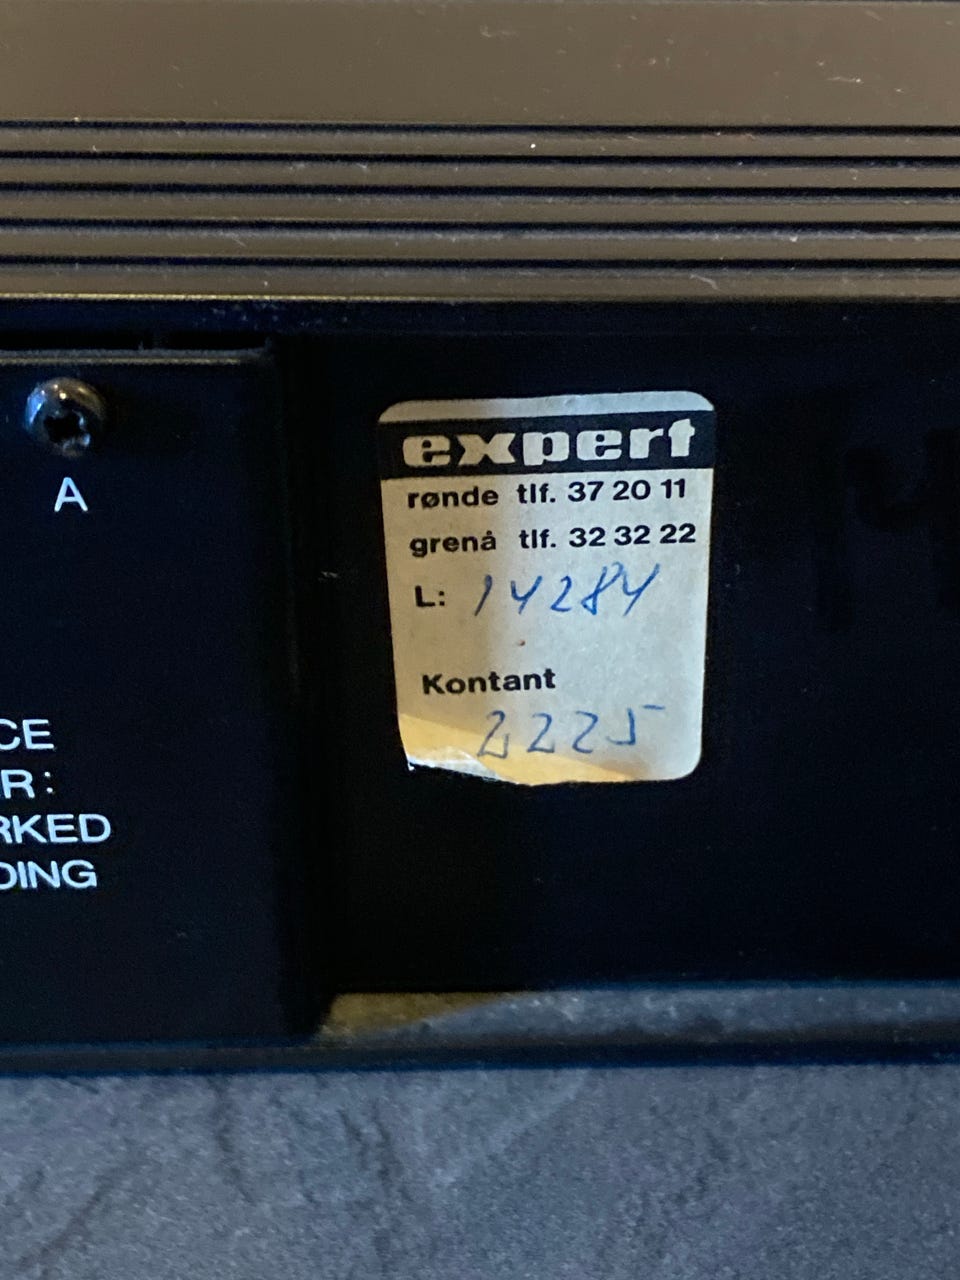 A
CE
R:
RKED
DING
expert
rønde tlf. 37 20 11
grenå tlf. 32 32 22
L: 14284
Kontant
2225